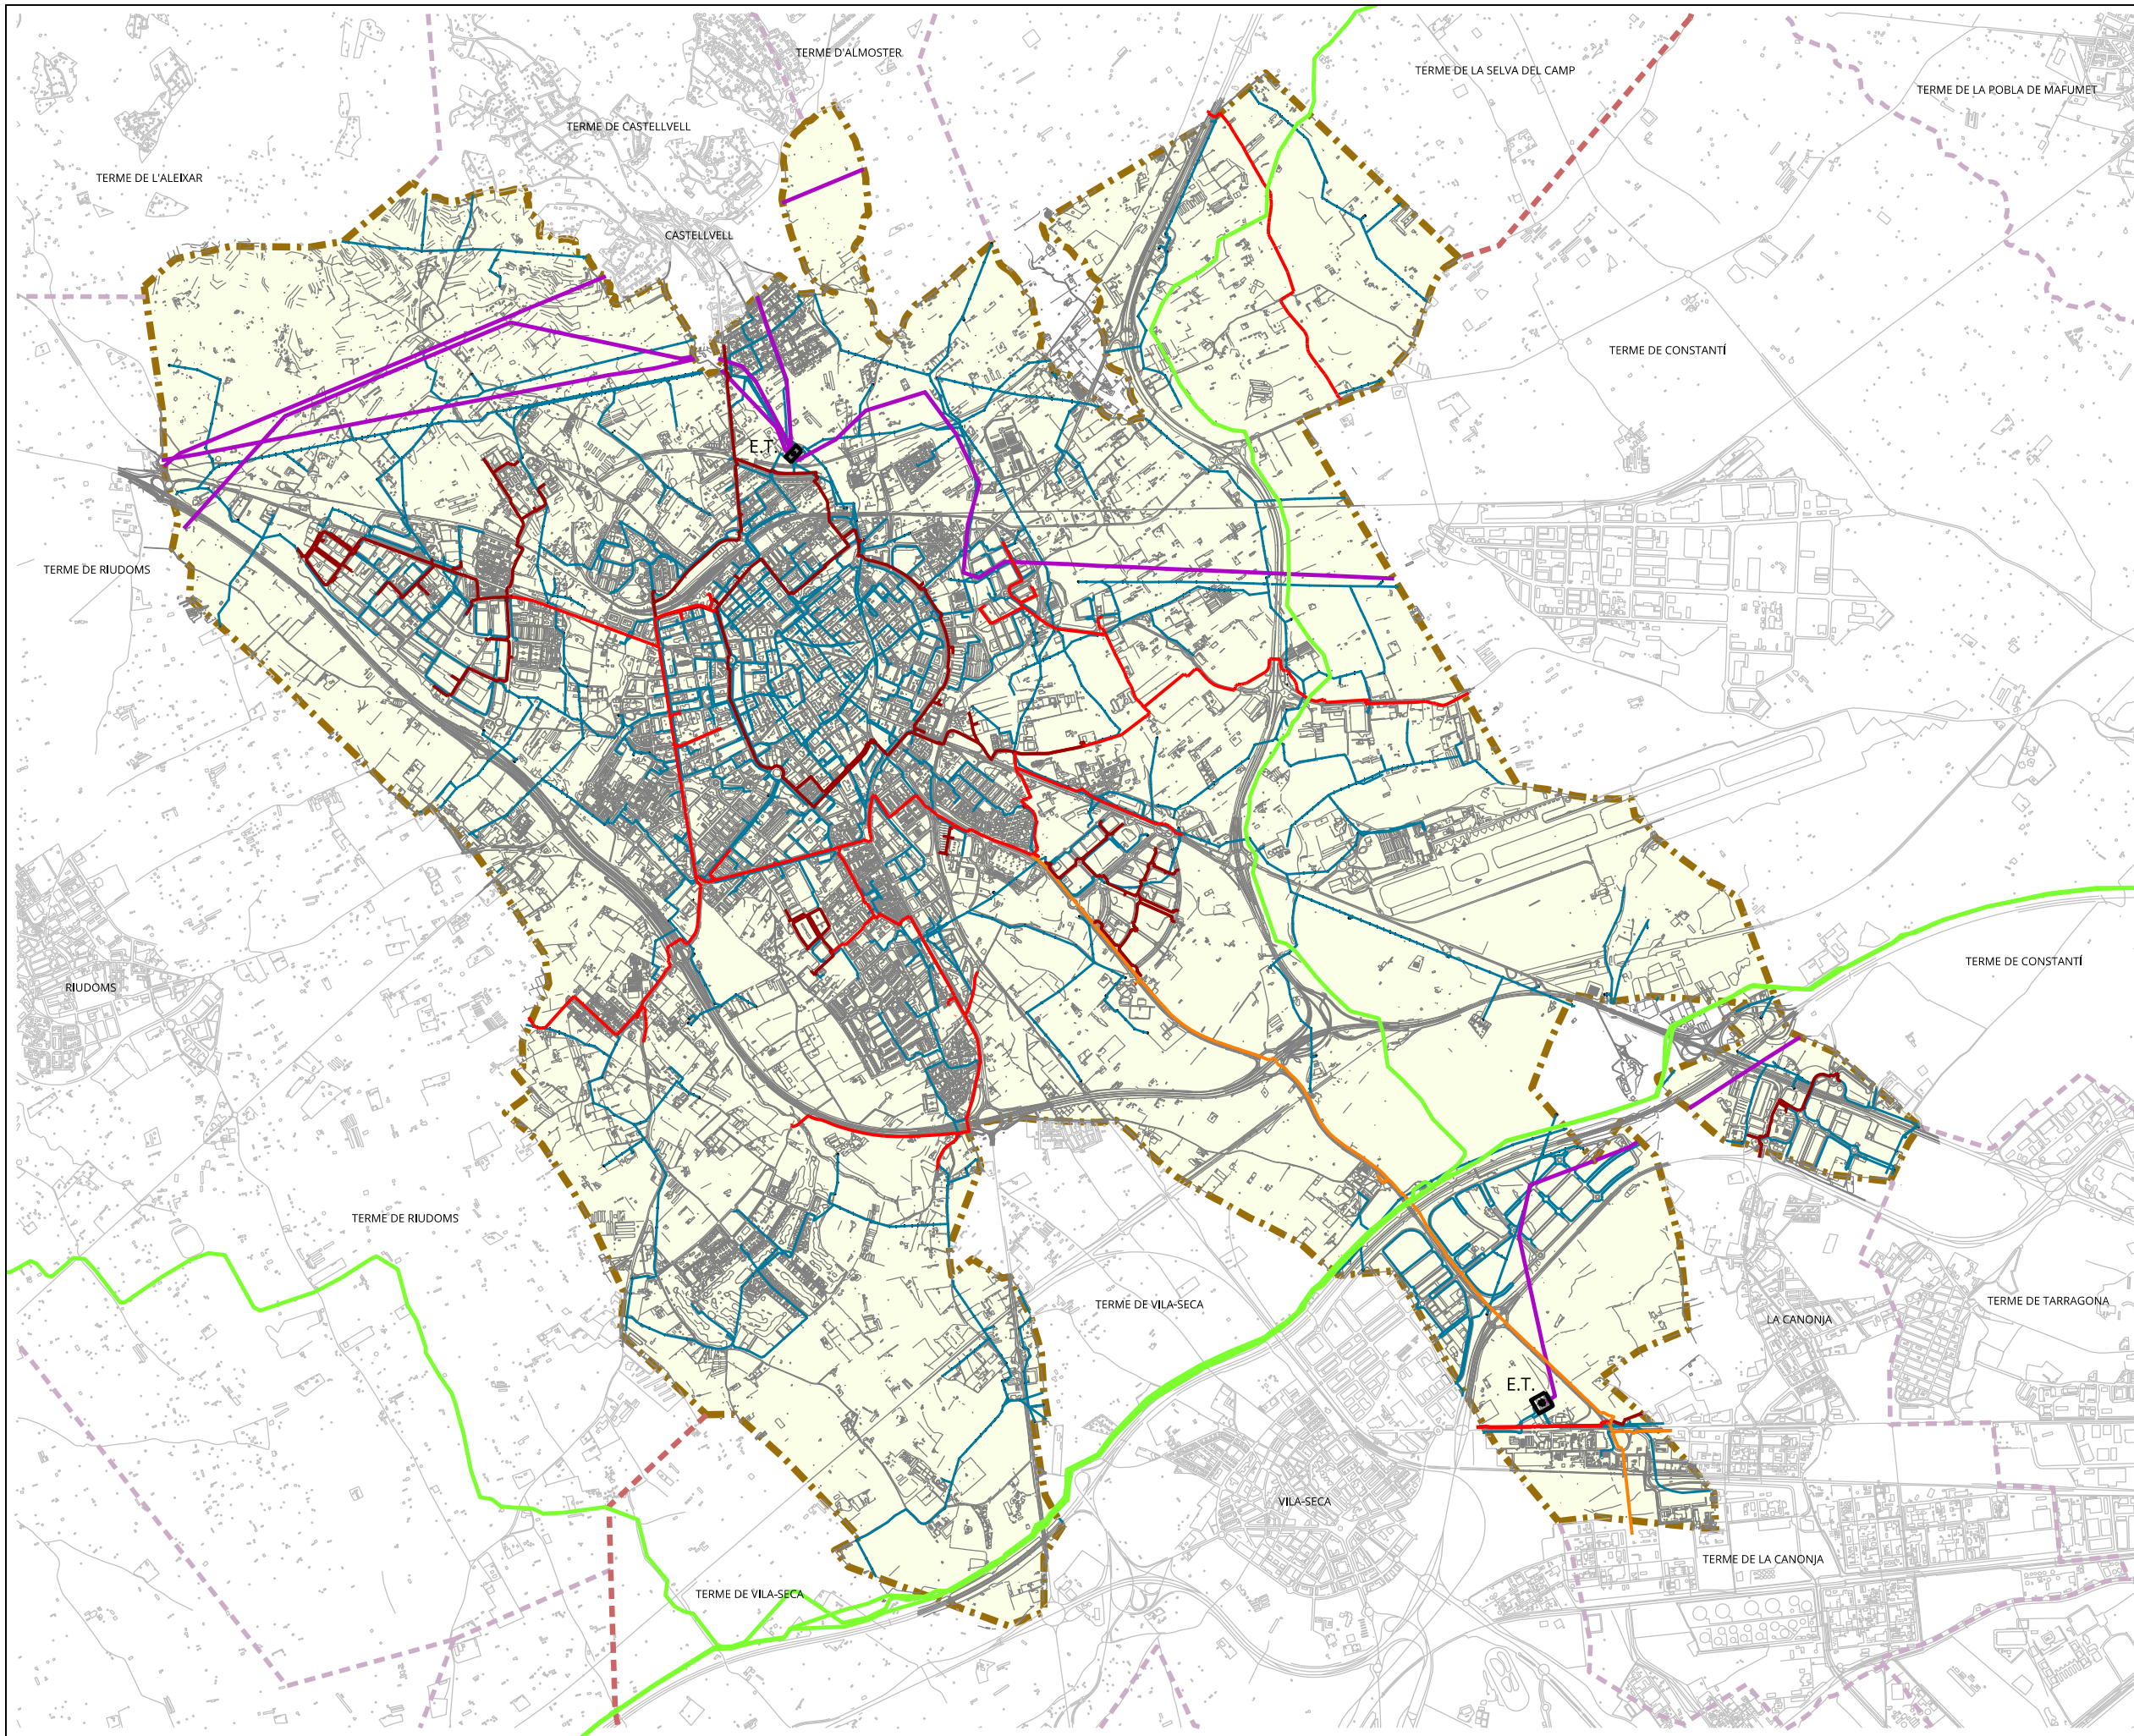 TERME D'ALMOSTER
TERME DE LA SELVA DEL CAMP
TERME DE LA POBLA DE MAFUMET
TERME DE CASTELLVELL
TERME DE L'ALEIXAR
CASTELLVELL
TERME DE CONSTANTÍ
E.T.
TERME DE RIUDOMS
TERME DE CONSTANTÍ
RIUDOMS
TERME DE RIUDOMS
TERME DE VILA-SECA
TERME DE TARRAGONA
LA CANONJA
E.T.
VILA-SECA
TERME DE LA CANONJA
TERME DE VILA-SECA